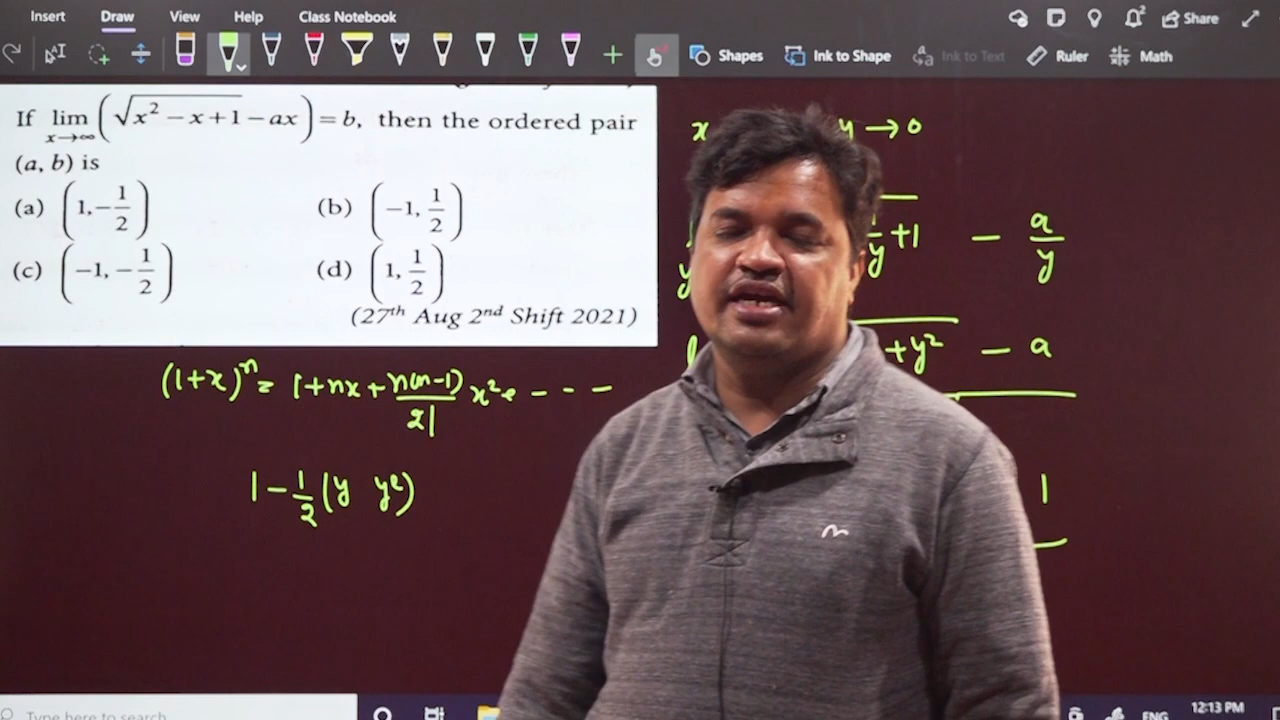 Insert Draw View Help Class Notebook Share
Shapes Ink to Shape Ink to Text Ruler Math
If lim x→∞ (√x² − x + 1 − ax) = b, then the ordered pair
(a, b) is
(a) (1, −1/2) (b) (−1, 1/2)
(c) (−1, −1/2) (d) (1, 1/2)
(27th Aug 2nd Shift 2021)
x y → 0
y + 1 − a/y
+ y² − a
(1+x)ⁿ = 1 + nx + n(n−1)/2! x² + - - -
1 − 1/2 (y y²)
1
Type here to search
ENG
12:13 PM